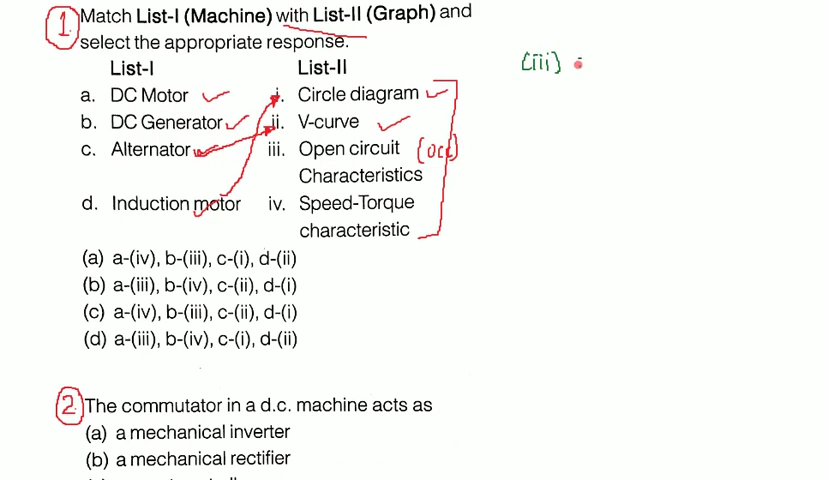 1 Match List-I (Machine) with List-II (Graph) and
select the appropriate response.
List-I List-II
a. DC Motor i. Circle diagram
b. DC Generator ii. V-curve
c. Alternator iii. Open circuit (OCC)
Characteristics
d. Induction motor iv. Speed-Torque
characteristic
(iii)
(a) a-(iv), b-(iii), c-(i), d-(ii)
(b) a-(iii), b-(iv), c-(ii), d-(i)
(c) a-(iv), b-(iii), c-(ii), d-(i)
(d) a-(iii), b-(iv), c-(i), d-(ii)
2 The commutator in a d.c. machine acts as
(a) a mechanical inverter
(b) a mechanical rectifier